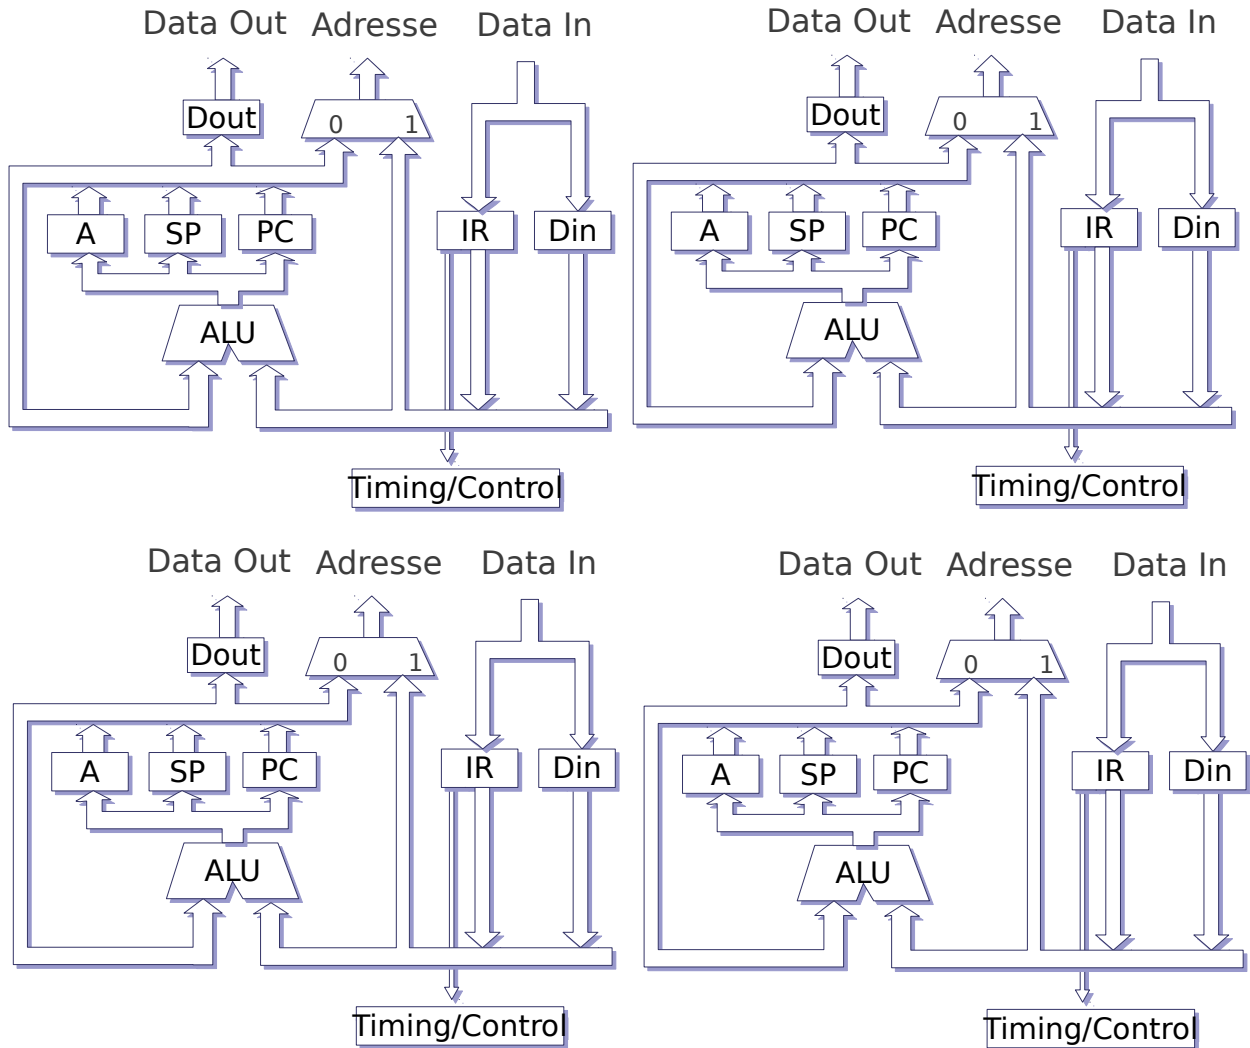 Data Out Adresse Data In
Dout 0 1
A SP PC IR Din
ALU
Timing/Control
Data Out Adresse Data In
Dout 0 1
A SP PC IR Din
ALU
Timing/Control
Data Out Adresse Data In
Dout 0 1
A SP PC IR Din
ALU
Timing/Control
Data Out Adresse Data In
Dout 0 1
A SP PC IR Din
ALU
Timing/Control